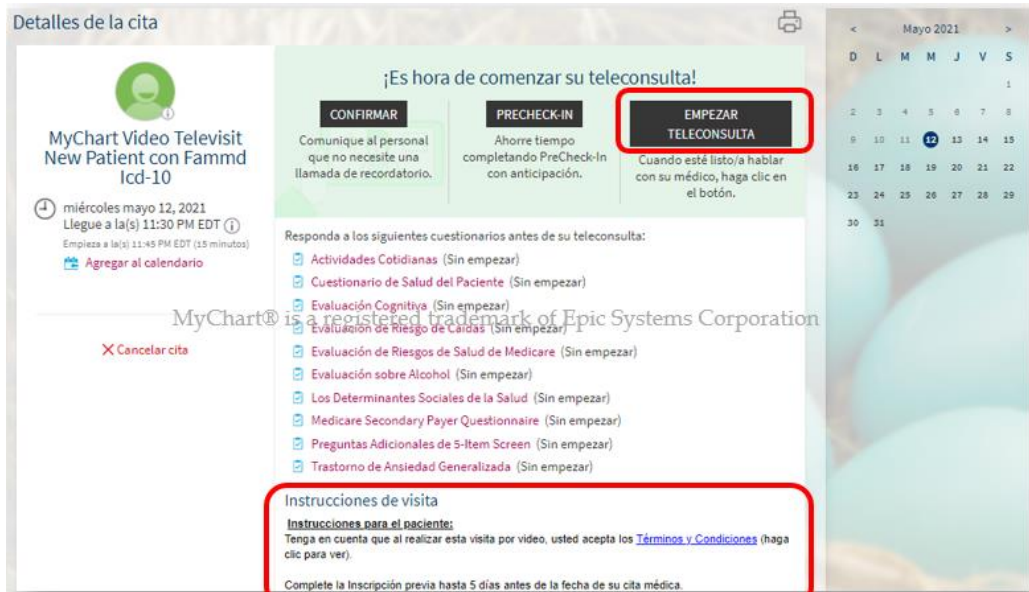 Detalles de la cita
MyChart Video Televisit
New Patient con Fammd
Icd-10
miércoles mayo 12, 2021
Llegue a la(s) 11:30 PM EDT
Empieza a la(s) 11:45 PM EDT (15 minutos)
Agregar al calendario
Cancelar cita
¡Es hora de comenzar su teleconsulta!
CONFIRMAR
Comunique al personal
que no necesite una
llamada de recordatorio.
PRECHECK-IN
Ahorre tiempo
completando PreCheck-In
con anticipación.
EMPEZAR
TELECONSULTA
Cuando esté listo/a hablar
con su médico, haga clic en
el botón.
Responda a los siguientes cuestionarios antes de su teleconsulta:
Actividades Cotidianas (Sin empezar)
Cuestionario de Salud del Paciente (Sin empezar)
Evaluación Cognitiva (Sin empezar)
MyChart® is a registered trademark of Epic Systems Corporation
Evaluación de Riesgo de Caídas (Sin empezar)
Evaluación de Riesgos de Salud de Medicare (Sin empezar)
Evaluación sobre Alcohol (Sin empezar)
Los Determinantes Sociales de la Salud (Sin empezar)
Medicare Secondary Payer Questionnaire (Sin empezar)
Preguntas Adicionales de 5-Item Screen (Sin empezar)
Trastorno de Ansiedad Generalizada (Sin empezar)
Instrucciones de visita
Instrucciones para el paciente:
Tenga en cuenta que al realizar esta visita por video, usted acepta los Términos y Condiciones (haga
clic para ver).
Complete la Inscripción previa hasta 5 días antes de la fecha de su cita médica.
< Mayo 2021 >
D L M M J V S
1
2 3 4 5 6 7 8
9 10 11 12 13 14 15
16 17 18 19 20 21 22
23 24 25 26 27 28 29
30 31